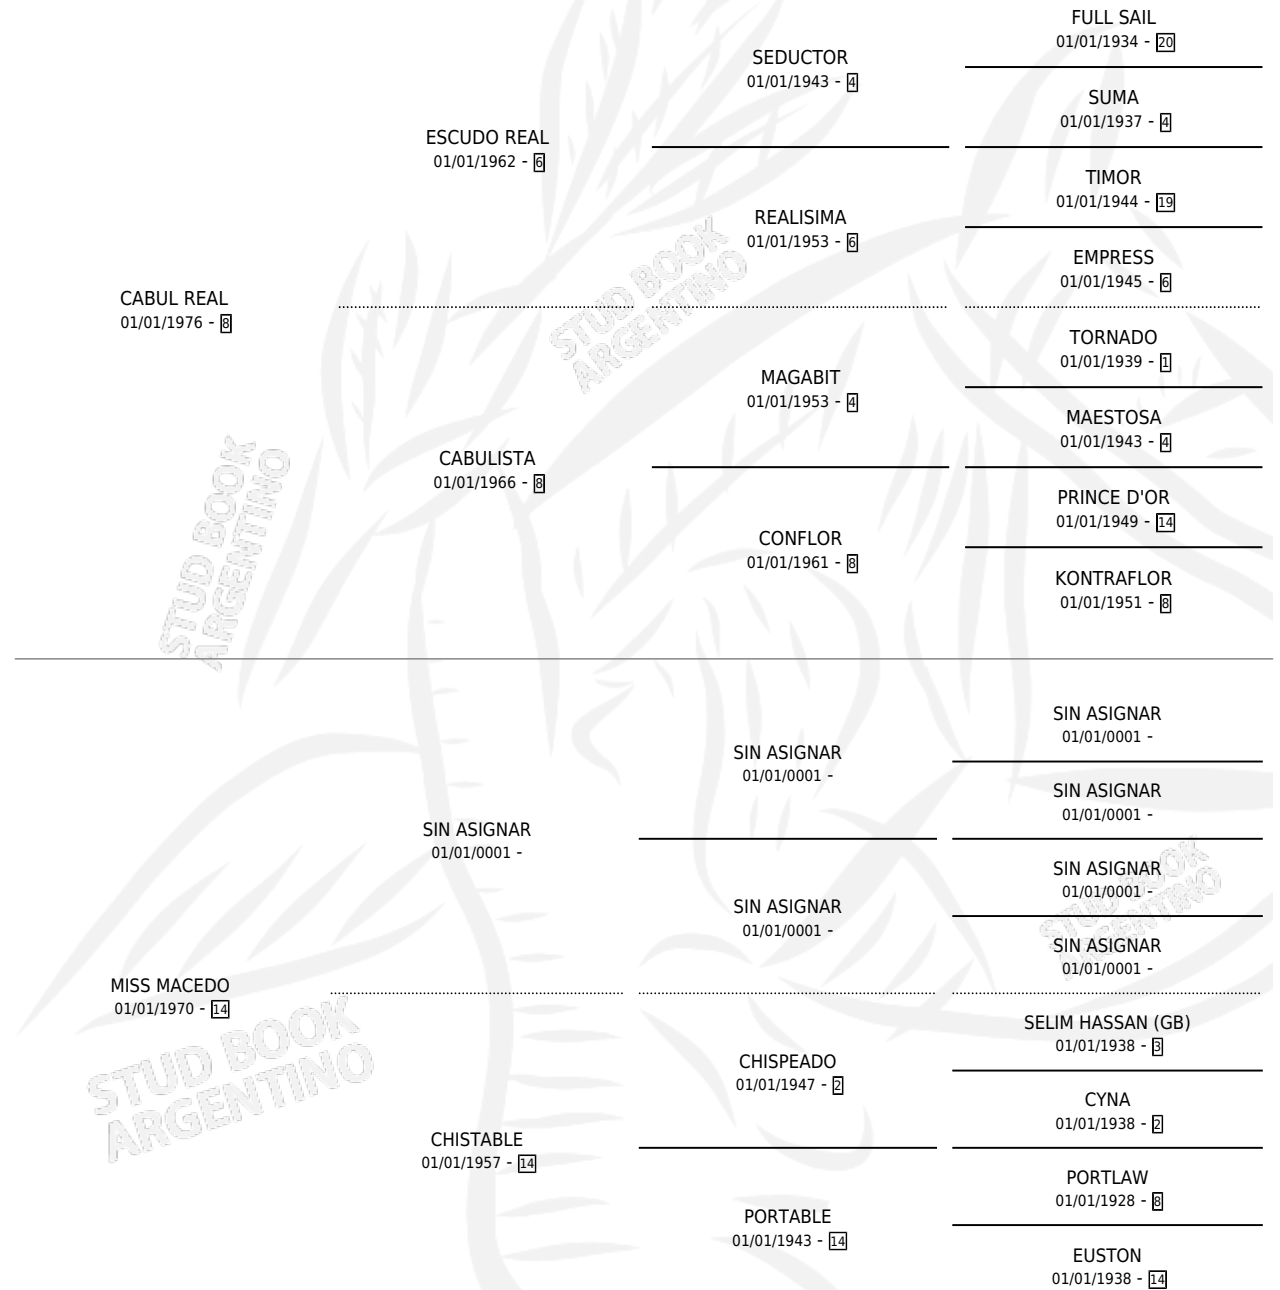 FULL SAIL
01/01/1934 - 20
SEDUCTOR
01/01/1943 - 4
SUMA
01/01/1937 - 4
ESCUDO REAL
01/01/1962 - 6
TIMOR
01/01/1944 - 19
REALISIMA
01/01/1953 - 6
EMPRESS
01/01/1945 - 6
CABUL REAL
01/01/1976 - 8
TORNADO
01/01/1939 - 1
MAGABIT
01/01/1953 - 4
MAESTOSA
01/01/1943 - 4
CABULISTA
01/01/1966 - 8
PRINCE D'OR
01/01/1949 - 14
CONFLOR
01/01/1961 - 8
KONTRAFLOR
01/01/1951 - 8
SIN ASIGNAR
01/01/0001 -
SIN ASIGNAR
01/01/0001 -
SIN ASIGNAR
01/01/0001 -
SIN ASIGNAR
01/01/0001 -
SIN ASIGNAR
01/01/0001 -
SIN ASIGNAR
01/01/0001 -
SIN ASIGNAR
01/01/0001 -
MISS MACEDO
01/01/1970 - 14
SELIM HASSAN (GB)
01/01/1938 - 3
CHISPEADO
01/01/1947 - 2
CYNA
01/01/1938 - 2
CHISTABLE
01/01/1957 - 14
PORTLAW
01/01/1928 - 8
PORTABLE
01/01/1943 - 14
EUSTON
01/01/1938 - 14
STUD BOOK
ARGENTINO
STUD BOOK
ARGENTINO
STUD BOOK
ARGENTINO
STUD BOOK
ARGENTINO